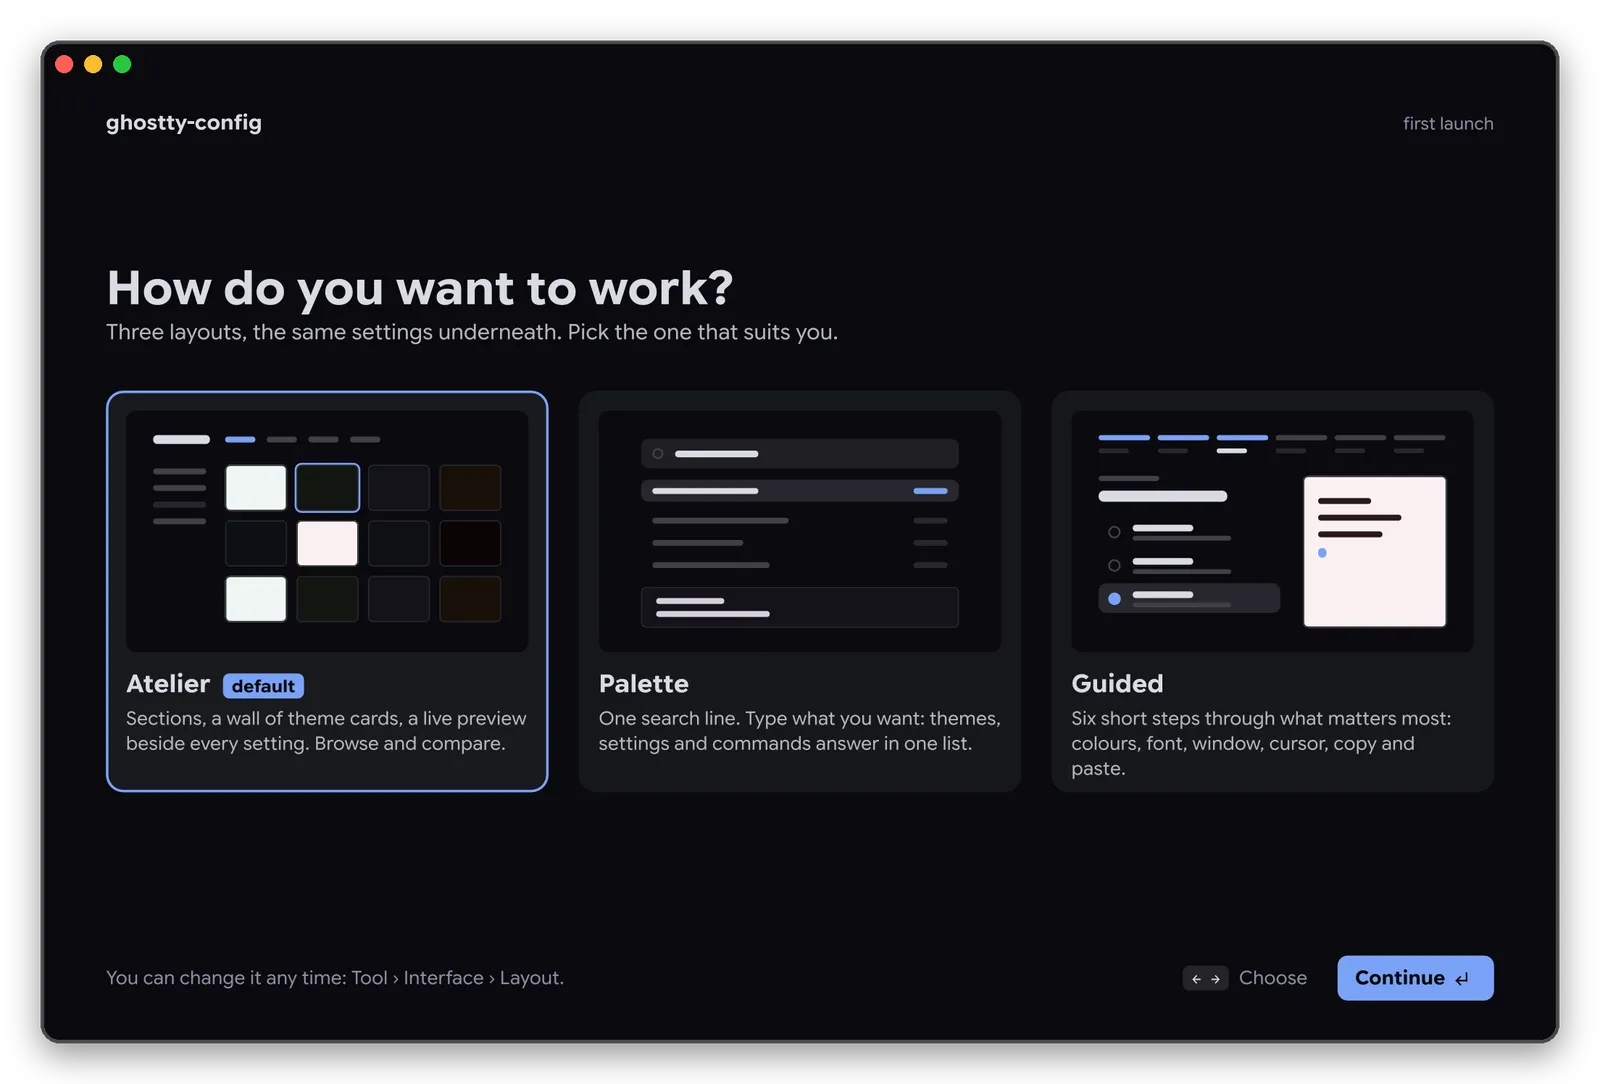 ghostty-config
first launch
How do you want to work?
Three layouts, the same settings underneath. Pick the one that suits you.
Atelier default
Sections, a wall of theme cards, a live preview
beside every setting. Browse and compare.
Palette
One search line. Type what you want: themes,
settings and commands answer in one list.
Guided
Six short steps through what matters most:
colours, font, window, cursor, copy and
paste.
You can change it any time: Tool › Interface › Layout.
← → Choose
Continue ↵